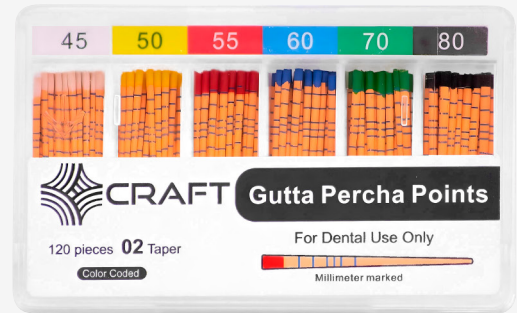 45 50 55 60 70 80
CRAFT
Gutta Percha Points
120 pieces 02 Taper
Color Coded
For Dental Use Only
Millimeter marked